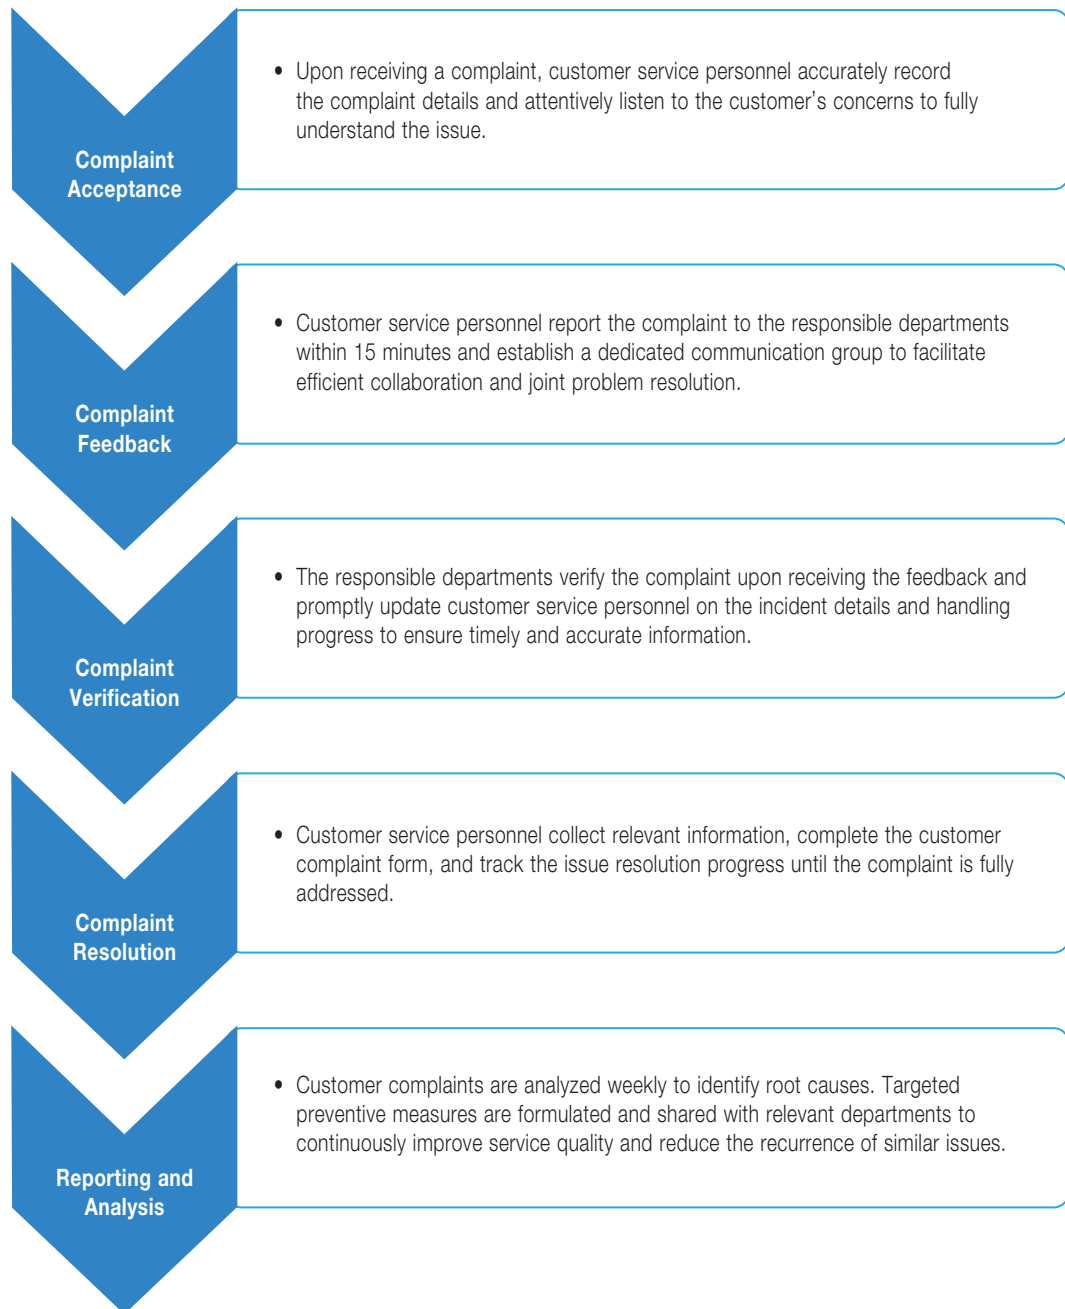 Complaint
Acceptance
• Upon receiving a complaint, customer service personnel accurately record
the complaint details and attentively listen to the customer’s concerns to fully
understand the issue.
Complaint
Feedback
• Customer service personnel report the complaint to the responsible departments
within 15 minutes and establish a dedicated communication group to facilitate
efficient collaboration and joint problem resolution.
Complaint
Verification
• The responsible departments verify the complaint upon receiving the feedback and
promptly update customer service personnel on the incident details and handling
progress to ensure timely and accurate information.
Complaint
Resolution
• Customer service personnel collect relevant information, complete the customer
complaint form, and track the issue resolution progress until the complaint is fully
addressed.
Reporting and
Analysis
• Customer complaints are analyzed weekly to identify root causes. Targeted
preventive measures are formulated and shared with relevant departments to
continuously improve service quality and reduce the recurrence of similar issues.